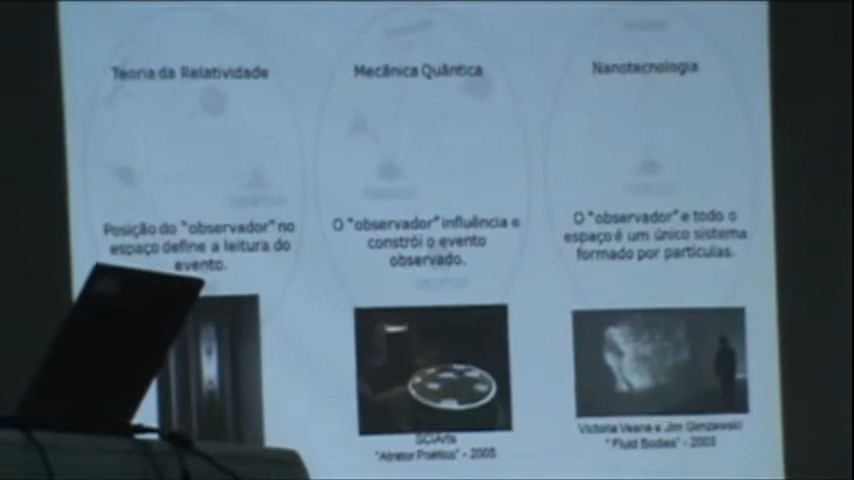 Teoria da Relatividade
Posição do "observador" no
espaço define a leitura do
evento.
Mecânica Quântica
O "observador" influência e
constrói o evento
observado.
SCIArts
"Atrator Poético" - 2005
Nanotecnologia
O "observador" e todo o
espaço é um único sistema
formado por partículas.
Victoria Vesna e Jim Gimzewski
"Fluid Bodies" - 2003